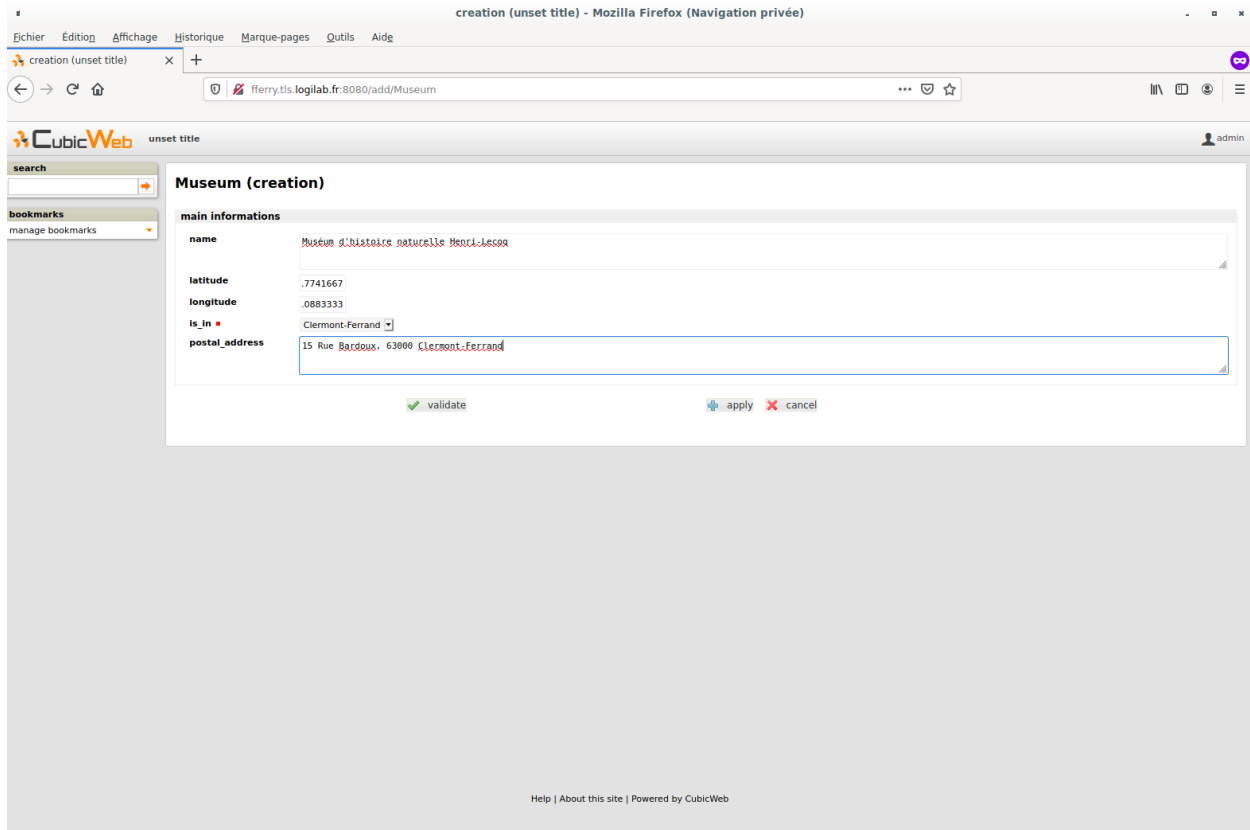 creation (unset title) - Mozilla Firefox (Navigation privée)
Fichier Édition Affichage Historique Marque-pages Outils Aide
creation (unset title)
fferry.tls.logilab.fr:8080/add/Museum
CubicWeb unset title admin
search
bookmarks
manage bookmarks
Museum (creation)
main informations
name Muséum d'histoire naturelle Henri-Lecoq
latitude .7741667
longitude .0883333
is_in Clermont-Ferrand
postal_address 15 Rue Bardoux, 63000 Clermont-Ferrand
validate apply cancel
Help | About this site | Powered by CubicWeb